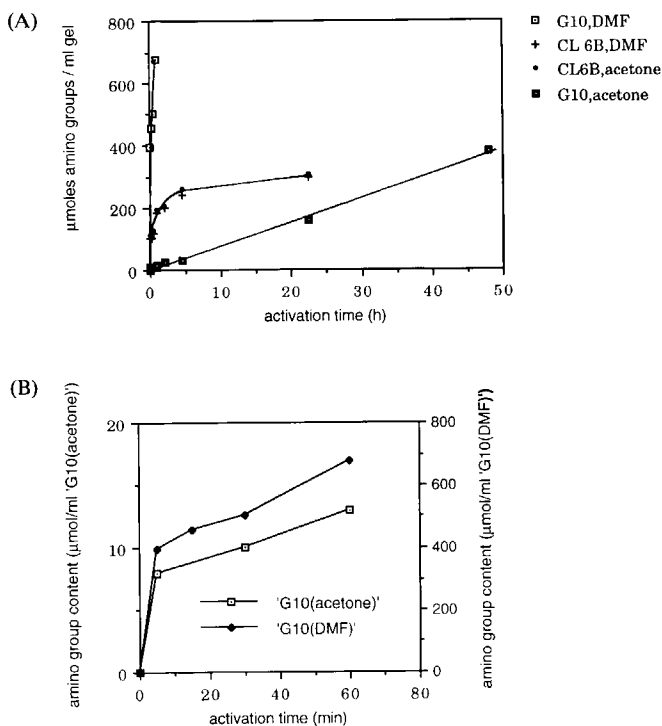 (A)
800
600
400
200
0
μmoles amino groups / ml gel
0 10 20 30 40 50
activation time (h)
G10,DMF
CL 6B,DMF
CL6B,acetone
G10,acetone
(B)
20
10
0
amino group content (μmol/ml 'G10(acetone)')
800
600
400
200
0
amino group content (μmol/ml 'G10(DMF)')
'G10(acetone)'
'G10(DMF)'
0 20 40 60 80
activation time (min)